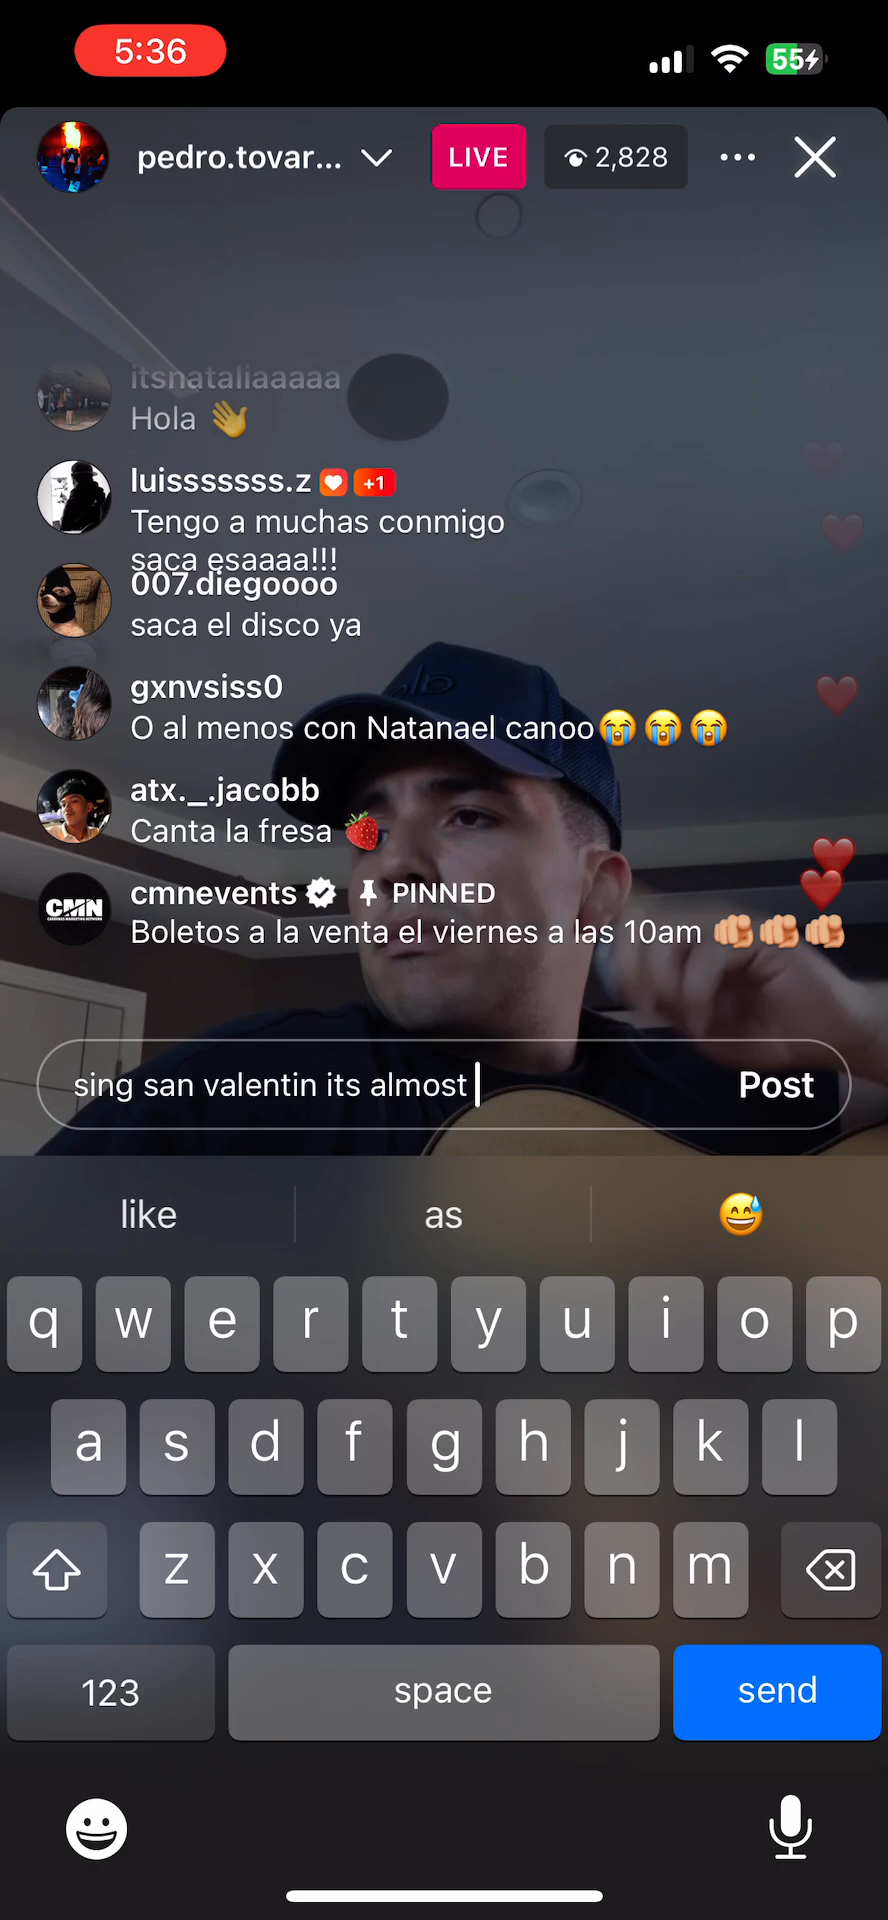 5:36
55
pedro.tovar...
LIVE
2,828
itsnataliaaaaa
Hola 👋
luisssssss.z +1
Tengo a muchas conmigo
saca esaaaa!!!
007.diegoooo
saca el disco ya
gxnvsiss0
O al menos con Natanael canoo😭😭😭
atx._.jacobb
Canta la fresa 🍓
CMN
cmnevents PINNED
Boletos a la venta el viernes a las 10am 🫵🫵🫵
sing san valentin its almost
Post
like as 😅
q w e r t y u i o p
a s d f g h j k l
z x c v b n m
123 space send